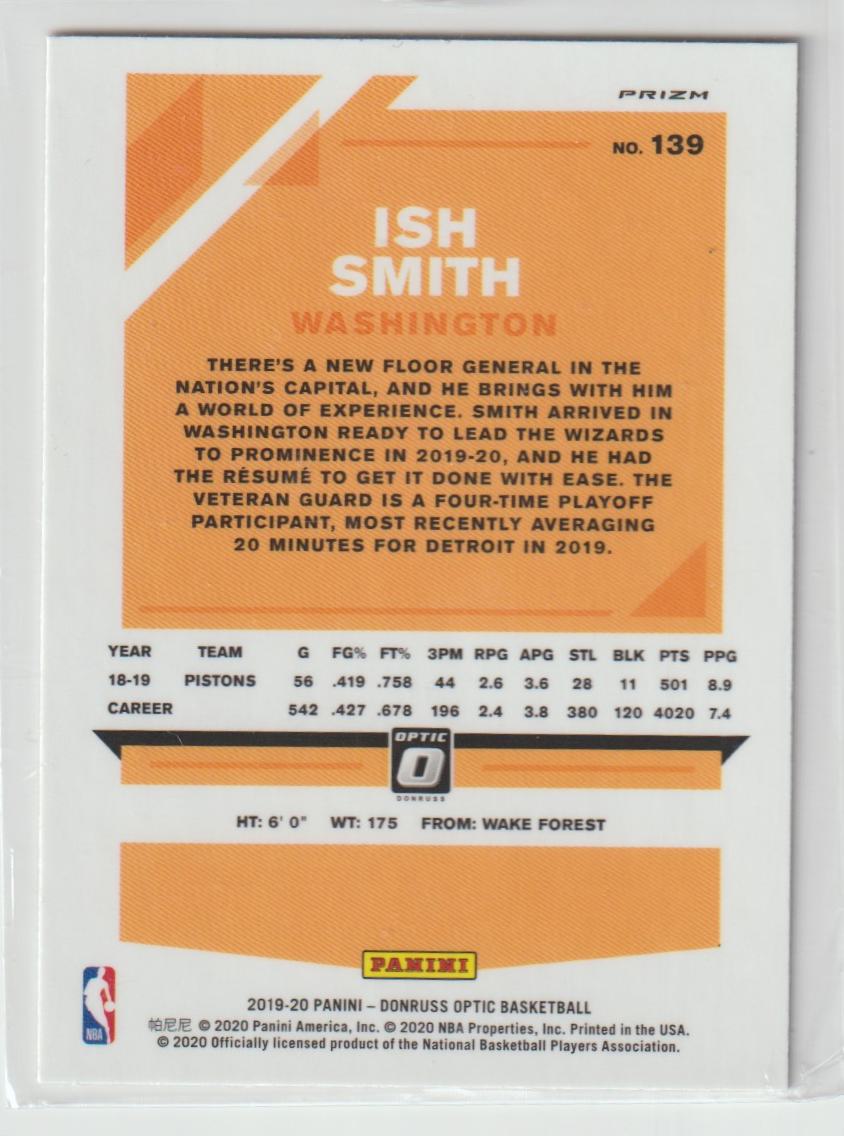 PRIZM
NO. 139
ISH
SMITH
WASHINGTON
THERE'S A NEW FLOOR GENERAL IN THE
NATION'S CAPITAL, AND HE BRINGS WITH HIM
A WORLD OF EXPERIENCE. SMITH ARRIVED IN
WASHINGTON READY TO LEAD THE WIZARDS
TO PROMINENCE IN 2019-20, AND HE HAD
THE RÉSUMÉ TO GET IT DONE WITH EASE. THE
VETERAN GUARD IS A FOUR-TIME PLAYOFF
PARTICIPANT, MOST RECENTLY AVERAGING
20 MINUTES FOR DETROIT IN 2019.
YEAR TEAM G FG% FT% 3PM RPG APG STL BLK PTS PPG
18-19 PISTONS 56 .419 .758 44 2.6 3.6 28 11 501 8.9
CAREER 542 .427 .678 196 2.4 3.8 380 120 4020 7.4
OPTIC
O
DONRUSS
HT: 6' 0" WT: 175 FROM: WAKE FOREST
PANINI
NBA
2019-20 PANINI – DONRUSS OPTIC BASKETBALL
帕尼尼 © 2020 Panini America, Inc. © 2020 NBA Properties, Inc. Printed in the USA.
© 2020 Officially licensed product of the National Basketball Players Association.